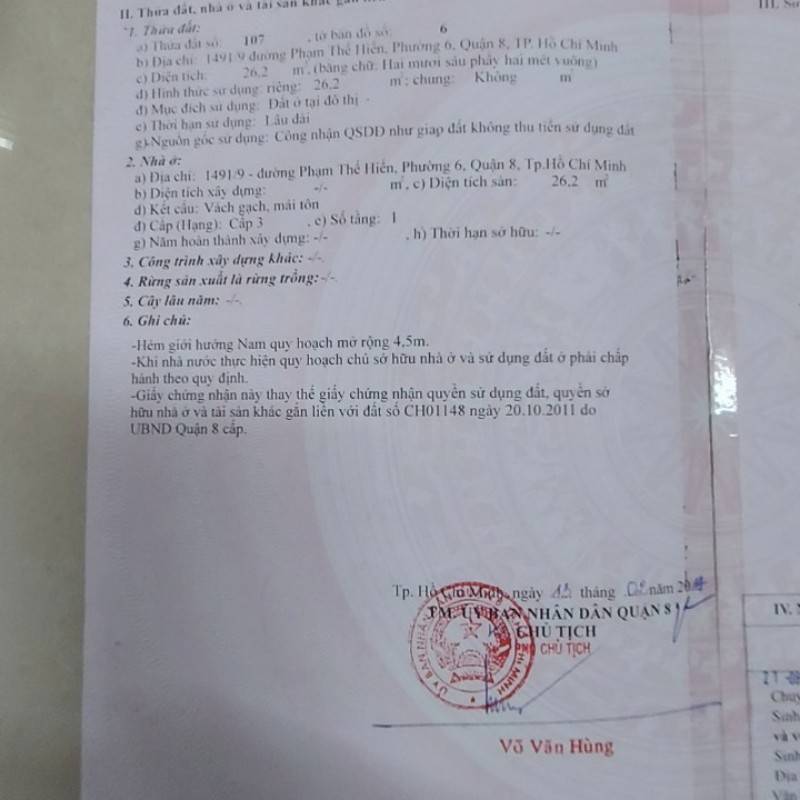 II. Thửa đất, nhà ở và tài sản khác gắn
III. Sơ
1. Thửa đất:
a) Thửa đất số: 107 , tờ bản đồ số: 6
b) Địa chỉ: 1491/9 đường Phạm Thế Hiển, Phường 6, Quận 8, TP. Hồ Chí Minh
c) Diện tích: 26,2 m², (bằng chữ: Hai mươi sáu phẩy hai mét vuông)
d) Hình thức sử dụng: riêng: 26,2 m²; chung: Không m²
đ) Mục đích sử dụng: Đất ở tại đô thị -
e) Thời hạn sử dụng: Lâu dài
g) Nguồn gốc sử dụng: Công nhận QSDĐ như giao đất không thu tiền sử dụng đất
2. Nhà ở:
a) Địa chỉ: 1491/9 - đường Phạm Thế Hiển, Phường 6, Quận 8, Tp.Hồ Chí Minh
b) Diện tích xây dựng: -/- m², c) Diện tích sàn: 26,2 m²
d) Kết cấu: Vách gạch, mái tôn
đ) Cấp (Hạng): Cấp 3 , e) Số tầng: 1
g) Năm hoàn thành xây dựng: -/- , h) Thời hạn sở hữu: -/-
3. Công trình xây dựng khác: -/-.
4. Rừng sản xuất là rừng trồng: -/-.
5. Cây lâu năm: -/-.
6. Ghi chú:
-Hẻm giới hướng Nam quy hoạch mở rộng 4,5m.
-Khi nhà nước thực hiện quy hoạch chủ sở hữu nhà ở và sử dụng đất ở phải chấp
hành theo quy định.
-Giấy chứng nhận này thay thế giấy chứng nhận quyền sử dụng đất, quyền sở
hữu nhà ở và tài sản khác gắn liền với đất số CH01148 ngày 20.10.2011 do
UBND Quận 8 cấp.
Tp. Hồ Chí Minh, ngày tháng năm
TM. ỦY BAN NHÂN DÂN QUẬN 8
CHỦ TỊCH
PHÓ CHỦ TỊCH
Võ Văn Hùng
IV.
Chuy
Sinh
và v
Sinh
Địa
Văn